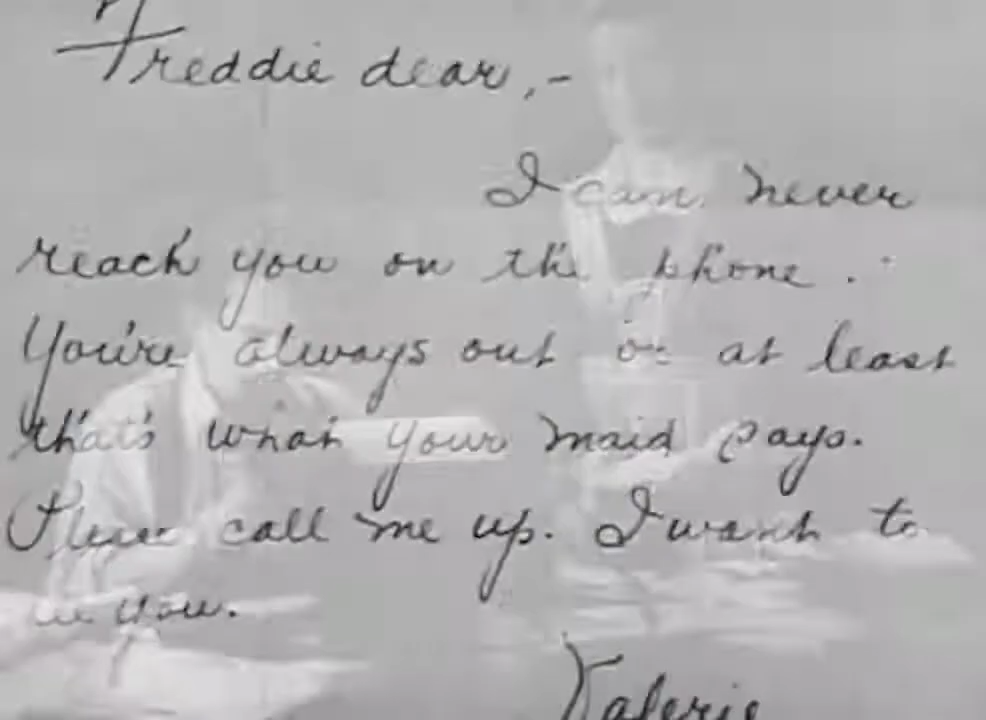 Freddie dear,-
I can never
reach you on the phone.
You're always out or at least
that's what your maid says.
Please call me up. I want to
see you.
Valerie